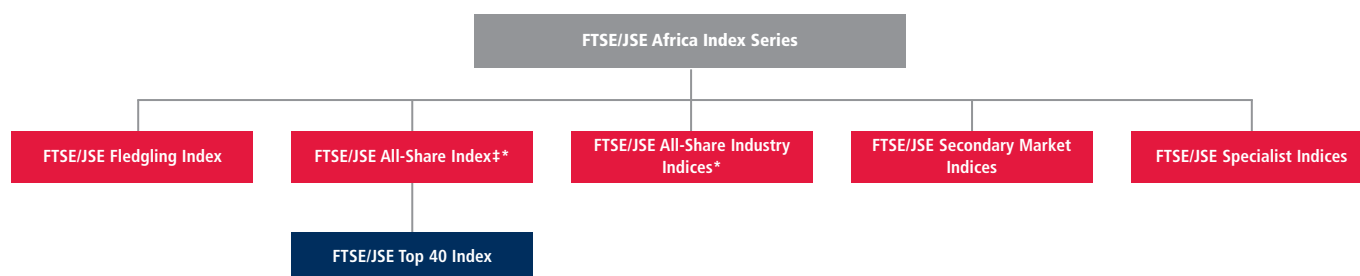 FTSE/JSE Africa Index Series
FTSE/JSE Fledgling Index
FTSE/JSE All-Share Index‡*
FTSE/JSE All-Share Industry
Indices*
FTSE/JSE Secondary Market
Indices
FTSE/JSE Specialist Indices
FTSE/JSE Top 40 Index